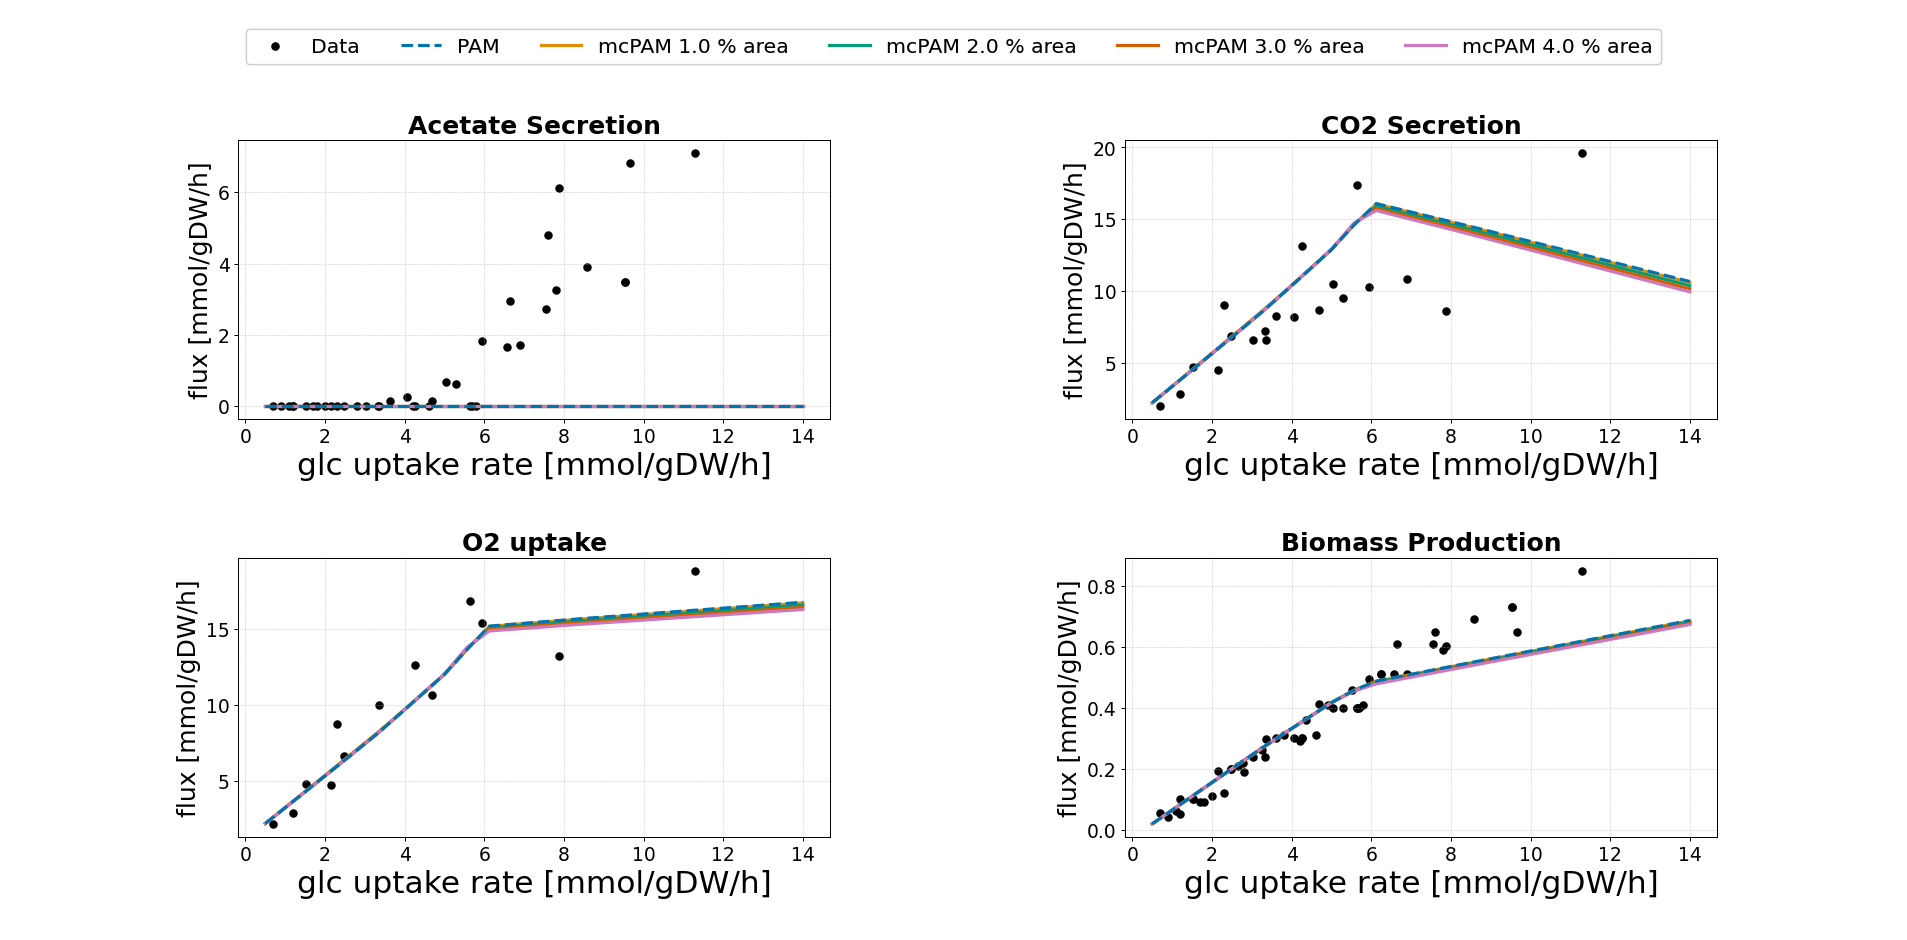 Data PAM mcPAM 1.0 % area mcPAM 2.0 % area mcPAM 3.0 % area mcPAM 4.0 % area
Acetate Secretion
flux [mmol/gDW/h]
6
4
2
0
0 2 4 6 8 10 12 14
glc uptake rate [mmol/gDW/h]
CO2 Secretion
flux [mmol/gDW/h]
20
15
10
5
0 2 4 6 8 10 12 14
glc uptake rate [mmol/gDW/h]
O2 uptake
flux [mmol/gDW/h]
15
10
5
0 2 4 6 8 10 12 14
glc uptake rate [mmol/gDW/h]
Biomass Production
flux [mmol/gDW/h]
0.8
0.6
0.4
0.2
0.0
0 2 4 6 8 10 12 14
glc uptake rate [mmol/gDW/h]